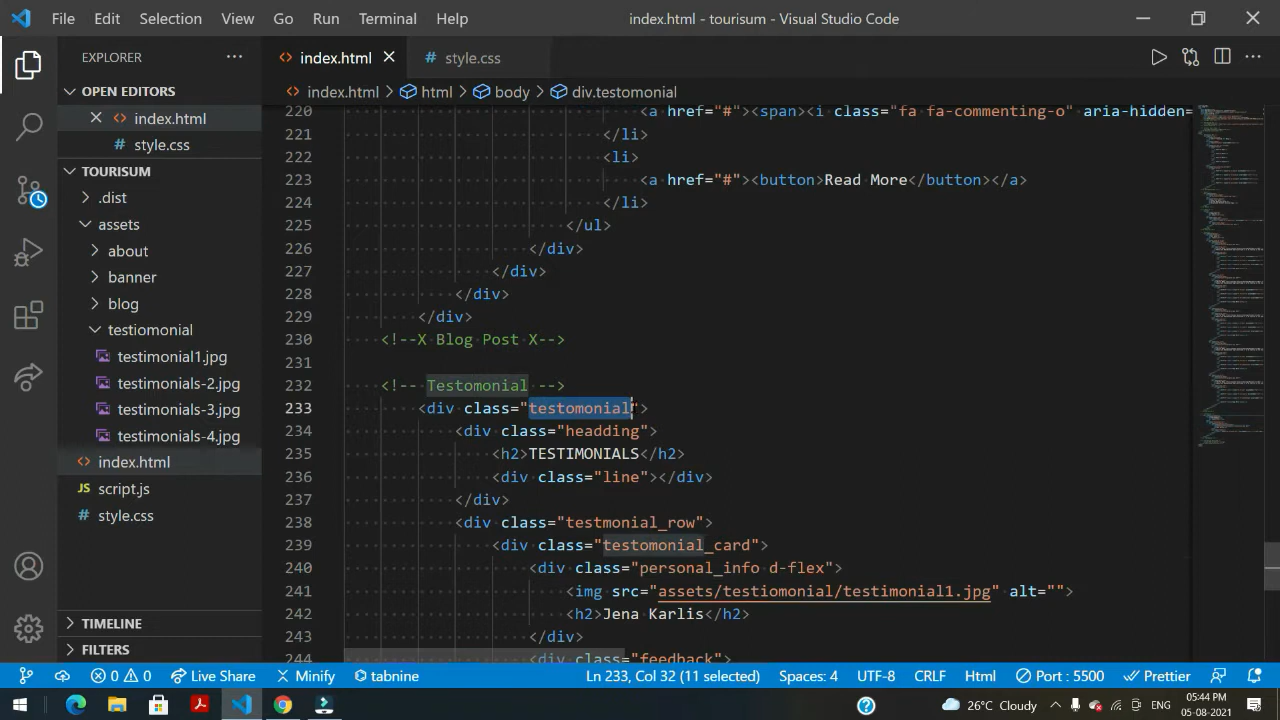 File Edit Selection View Go Run Terminal Help index.html - tourisum - Visual Studio Code
EXPLORER
OPEN EDITORS
index.html
style.css
TOURISUM
.dist
assets
about
banner
blog
testiomonial
testimonial1.jpg
testimonials-2.jpg
testimonials-3.jpg
testimonials-4.jpg
index.html
JS script.js
# style.css
TIMELINE
FILTERS
index.html # style.css
index.html > html > body > div.testomonial
220 <a href="#"><span><i class="fa fa-commenting-o" aria-hidden=
221 </li>
222 <li>
223 <a href="#"><button>Read More</button></a>
224 </li>
225 </ul>
226 </div>
227 </div>
228 </div>
229 </div>
230 <!--X Blog Post X-->
231
232 <!-- Testomonial -->
233 <div class="testomonial">
234 <div class="headding">
235 <h2>TESTIMONIALS</h2>
236 <div class="line"></div>
237 </div>
238 <div class="testmonial_row">
239 <div class="testomonial_card">
240 <div class="personal_info d-flex">
241 <img src="assets/testiomonial/testimonial1.jpg" alt="">
242 <h2>Jena Karlis</h2>
243 </div>
244 <div class="feedback">
0 0 Live Share Minify tabnine Ln 233, Col 32 (11 selected) Spaces: 4 UTF-8 CRLF Html Port : 5500 Prettier
26°C Cloudy ENG 05:44 PM
05-08-2021